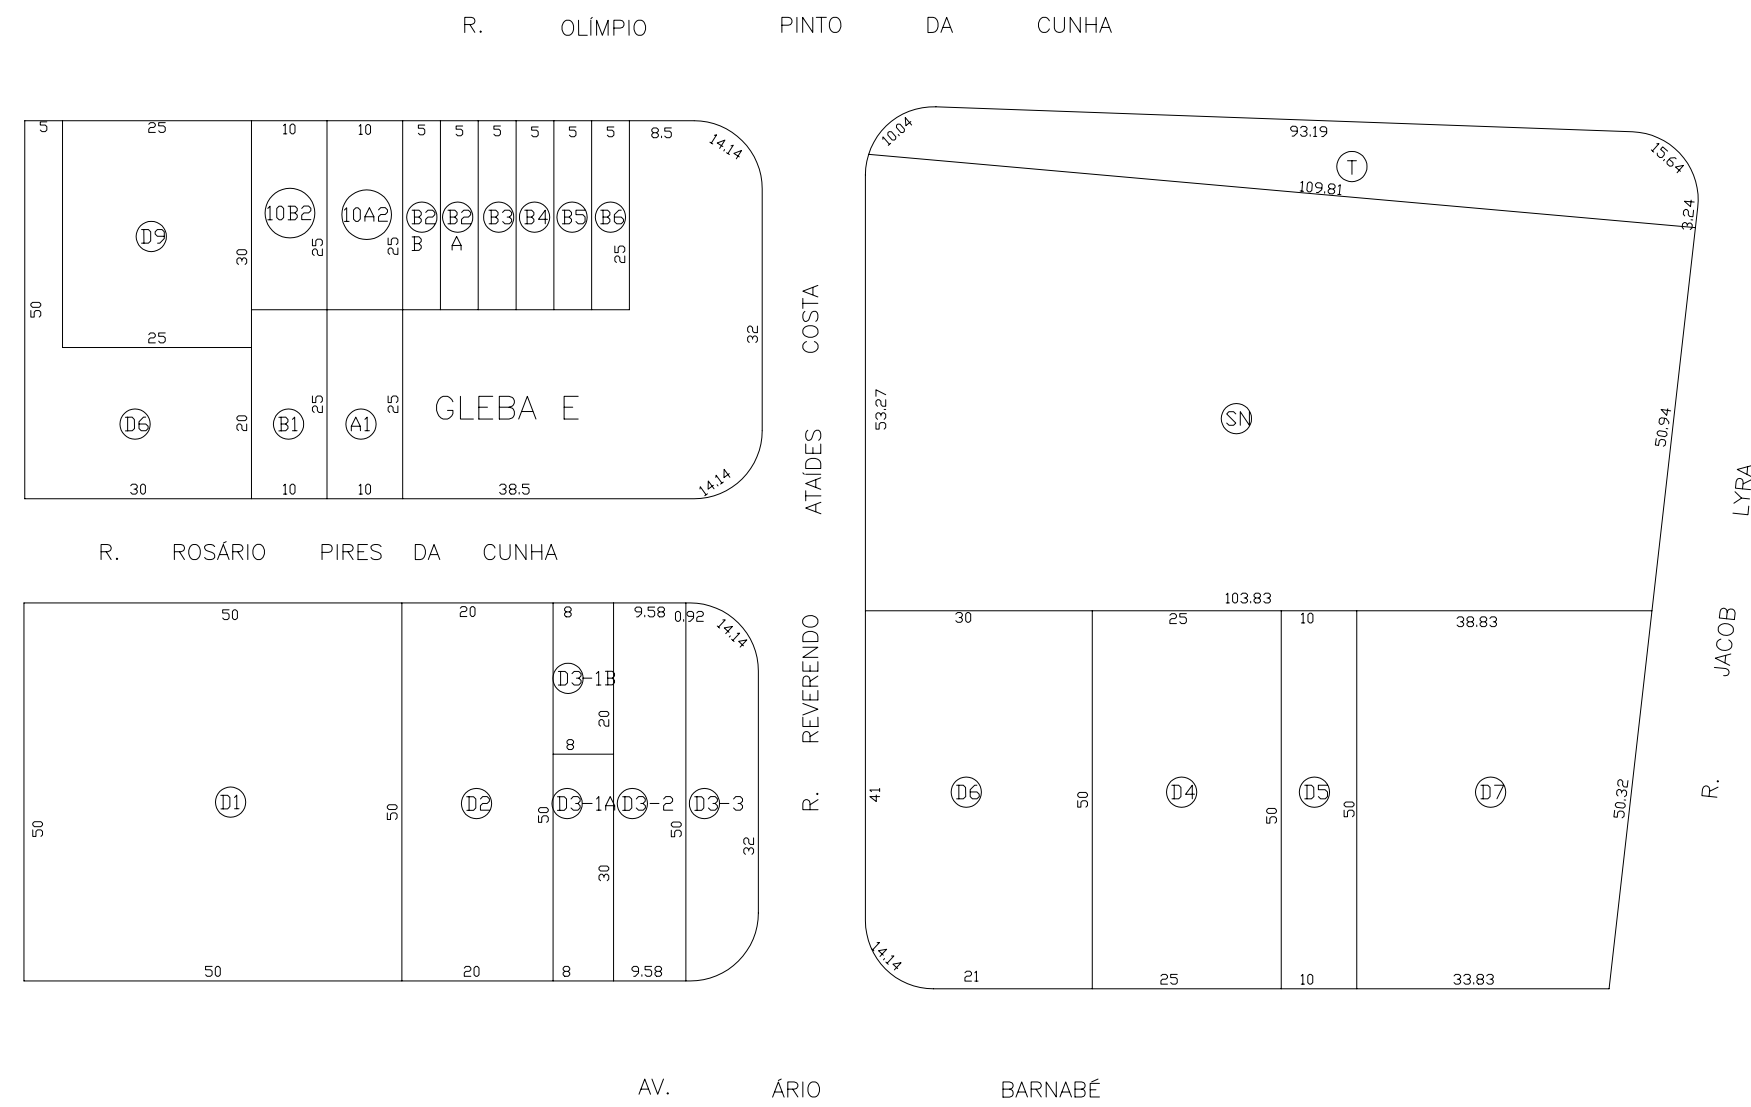 R. OLÍMPIO PINTO DA CUNHA
5 25 10 10 5 5 5 5 5 5 8.5 14.14
D9 10B2 10A2 B2 B B2 A B3 B4 B5 B6
50 30 25 25 25 32
25
D6 B1 A1 GLEBA E
20 25 25
30 10 10 38.5 14.14
R. ROSÁRIO PIRES DA CUNHA
50 20 8 9.58 0.92 14.14
D3-1B
20
8
D1 D2 D3-1A D3-2 D3-3
50 50 50 50 32
30
50 20 8 9.58
R. REVERENDO ATAÍDES COSTA
10.04 93.19 15.64
T
109.81 3.24
53.27 SN 50.94
103.83
30 25 10 38.83
D6 D4 D5 D7
41 50 50 50 50.32
14.14 21 25 10 33.83
R. JACOB LYRA
AV. ÁRIO BARNABÉ